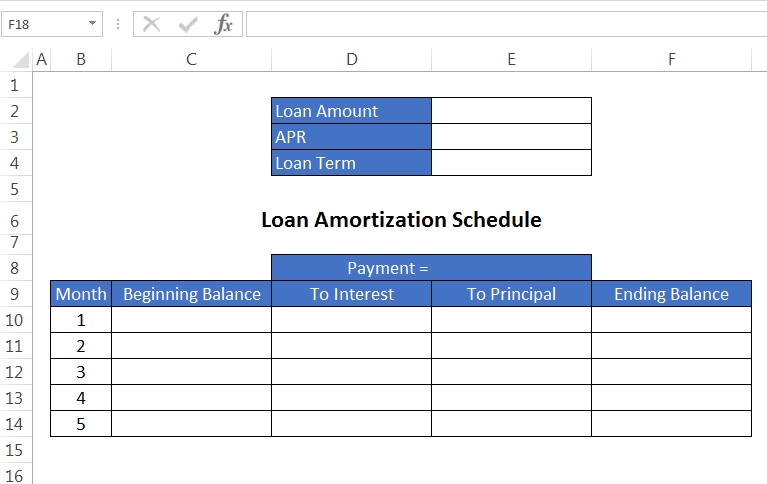 F18 fx
A B C D E F
1
2 Loan Amount
3 APR
4 Loan Term
5
6 Loan Amortization Schedule
7
8 Payment =
9 Month Beginning Balance To Interest To Principal Ending Balance
10 1
11 2
12 3
13 4
14 5
15
16